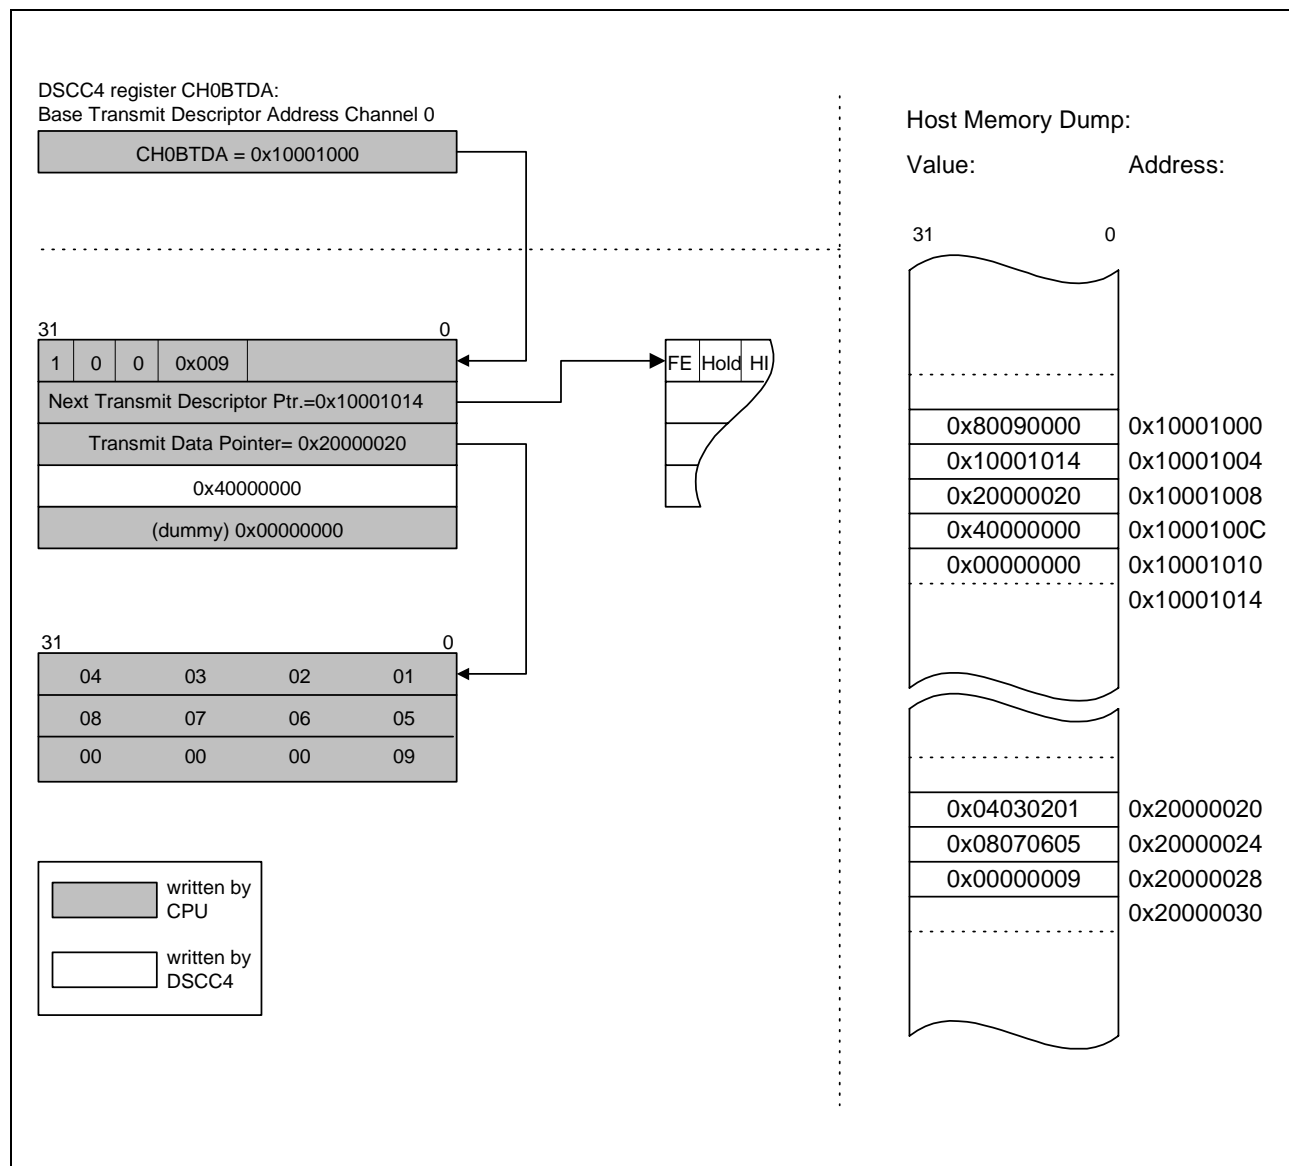 DSCC4 register CH0BTDA:
Base Transmit Descriptor Address Channel 0
CH0BTDA = 0x10001000
31 0
1 0 0 0x009
Next Transmit Descriptor Ptr.=0x10001014
Transmit Data Pointer= 0x20000020
0x40000000
(dummy) 0x00000000
FE Hold HI
31 0
04 03 02 01
08 07 06 05
00 00 00 09
written by
CPU
written by
DSCC4
Host Memory Dump:
Value: Address:
31 0
0x80090000 0x10001000
0x10001014 0x10001004
0x20000020 0x10001008
0x40000000 0x1000100C
0x00000000 0x10001010
0x10001014
0x04030201 0x20000020
0x08070605 0x20000024
0x00000009 0x20000028
0x20000030